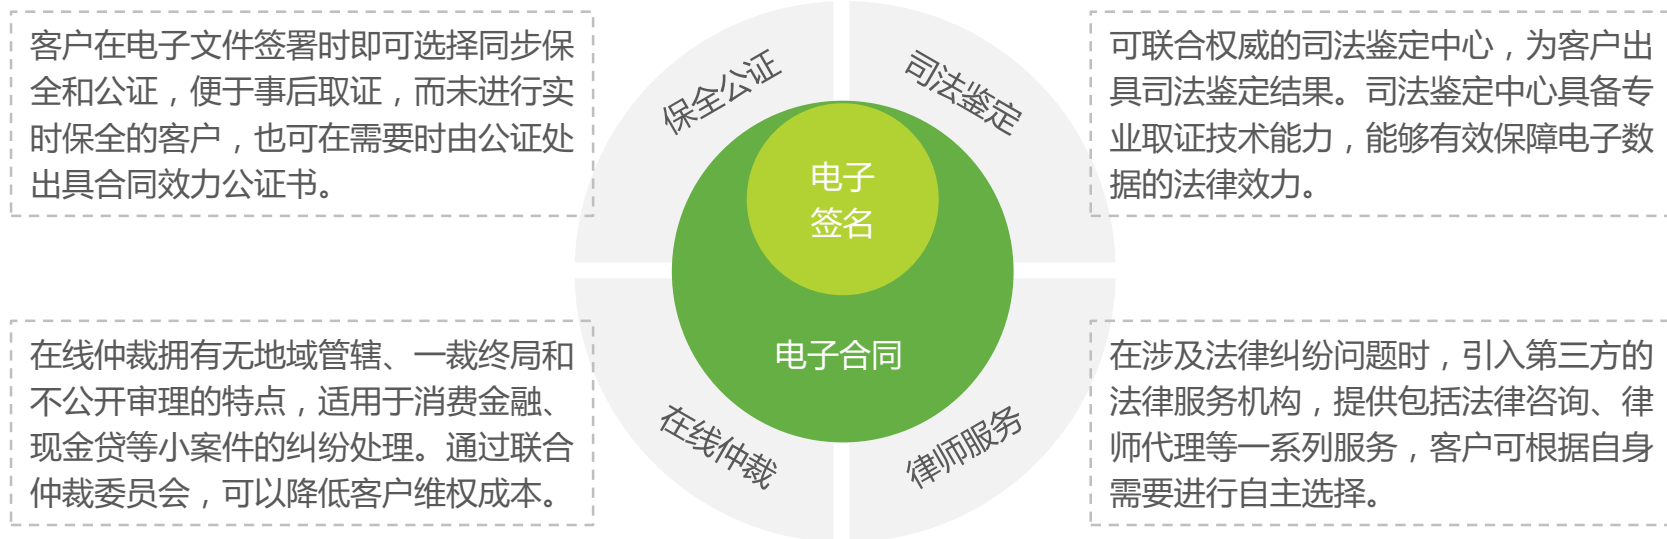 客户在电子文件签署时即可选择同步保
全和公证，便于事后取证，而未进行实
时保全的客户，也可在需要时由公证处
出具合同效力公证书。
保全公证
司法鉴定
可联合权威的司法鉴定中心，为客户出
具司法鉴定结果。司法鉴定中心具备专
业取证技术能力，能够有效保障电子数
据的法律效力。
电子
签名
电子合同
在线仲裁拥有无地域管辖、一裁终局和
不公开审理的特点，适用于消费金融、
现金贷等小案件的纠纷处理。通过联合
仲裁委员会，可以降低客户维权成本。
在线仲裁
律师服务
在涉及法律纠纷问题时，引入第三方的
法律服务机构，提供包括法律咨询、律
师代理等一系列服务，客户可根据自身
需要进行自主选择。